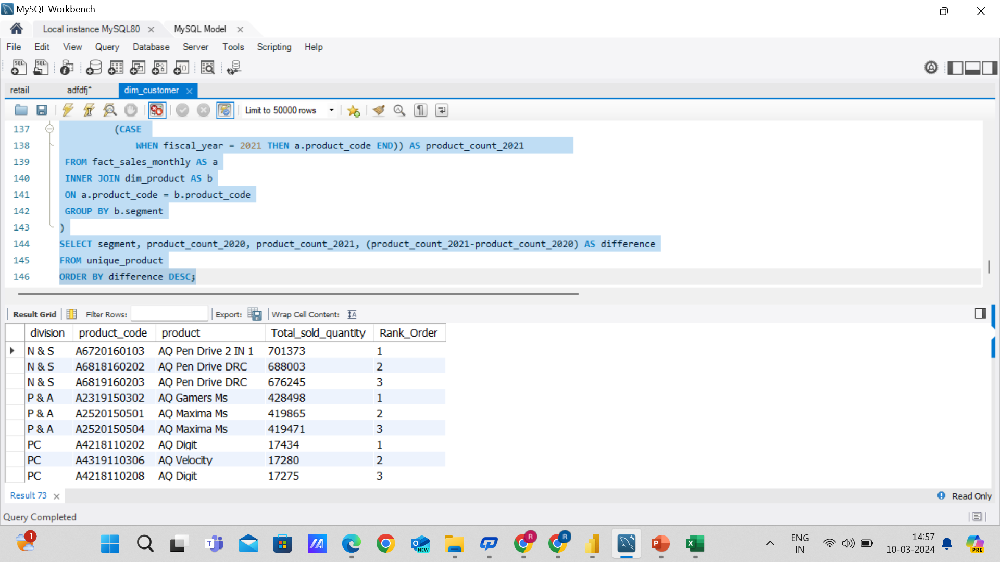 MySQL Workbench
Local instance MySQL80
MySQL Model
File Edit View Query Database Server Tools Scripting Help
SQL SQL
retail adfdfj* dim_customer
Limit to 50000 rows
137 (CASE
138 WHEN fiscal_year = 2021 THEN a.product_code END)) AS product_count_2021
139 FROM fact_sales_monthly AS a
140 INNER JOIN dim_product AS b
141 ON a.product_code = b.product_code
142 GROUP BY b.segment
143 )
144 SELECT segment, product_count_2020, product_count_2021, (product_count_2021-product_count_2020) AS difference
145 FROM unique_product
146 ORDER BY difference DESC;
Result Grid Filter Rows: Export: Wrap Cell Content:
division product_code product Total_sold_quantity Rank_Order
N & S A6720160103 AQ Pen Drive 2 IN 1 701373 1
N & S A6818160202 AQ Pen Drive DRC 688003 2
N & S A6819160203 AQ Pen Drive DRC 676245 3
P & A A2319150302 AQ Gamers Ms 428498 1
P & A A2520150501 AQ Maxima Ms 419865 2
P & A A2520150504 AQ Maxima Ms 419471 3
PC A4218110202 AQ Digit 17434 1
PC A4319110306 AQ Velocity 17280 2
PC A4218110208 AQ Digit 17275 3
Result 73 Read Only
Query Completed
1
T
O NEW
R
R
P
X
ENG
IN
14:57
10-03-2024
PRE